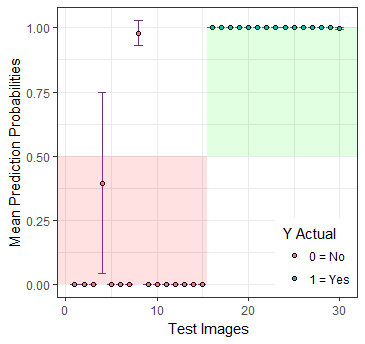 Mean Prediction Probabilities
1.00
0.75
0.50
0.25
0.00
0
10
20
30
Test Images
Y Actual
0 = No
1 = Yes